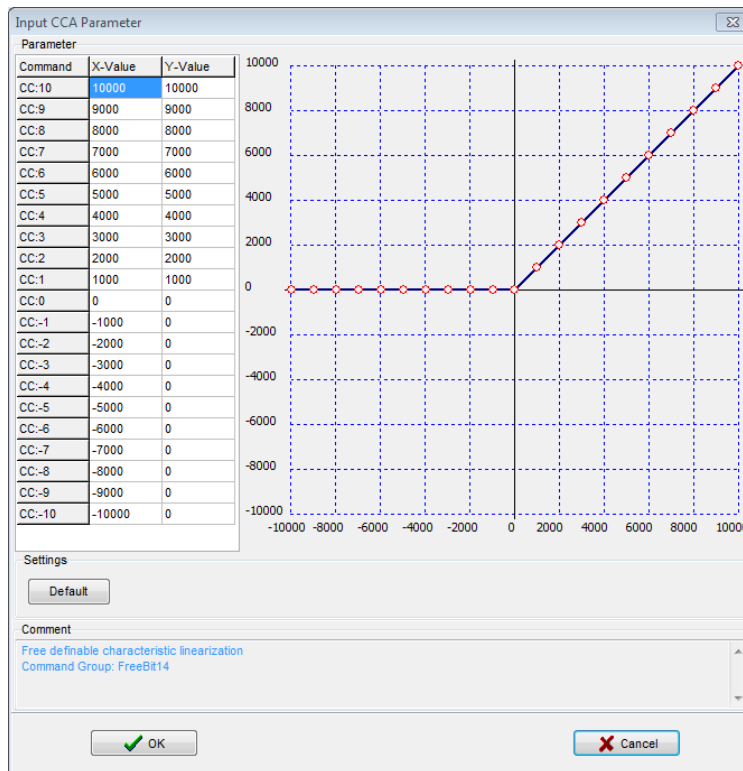 Input CCA Parameter
Parameter
Command X-Value Y-Value
CC:10 10000 10000
CC:9 9000 9000
CC:8 8000 8000
CC:7 7000 7000
CC:6 6000 6000
CC:5 5000 5000
CC:4 4000 4000
CC:3 3000 3000
CC:2 2000 2000
CC:1 1000 1000
CC:0 0 0
CC:-1 -1000 0
CC:-2 -2000 0
CC:-3 -3000 0
CC:-4 -4000 0
CC:-5 -5000 0
CC:-6 -6000 0
CC:-7 -7000 0
CC:-8 -8000 0
CC:-9 -9000 0
CC:-10 -10000 0
10000
8000
6000
4000
2000
0
-2000
-4000
-6000
-8000
-10000
-10000 -8000 -6000 -4000 -2000 0 2000 4000 6000 8000 10000
Settings
Default
Comment
Free definable characteristic linearization
Command Group: FreeBit14
OK
Cancel